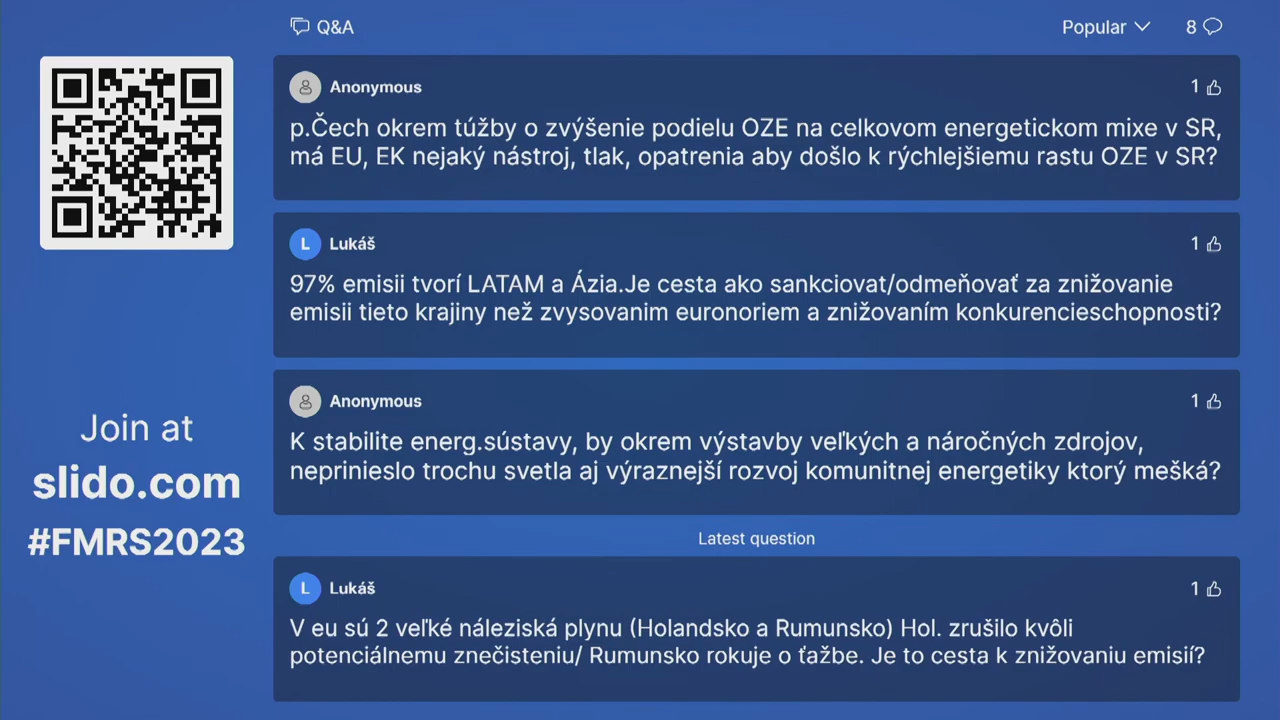 Q&A
Popular
8
Anonymous
1
p.Čech okrem túžby o zvýšenie podielu OZE na celkovom energetickom mixe v SR,
má EU, EK nejaký nástroj, tlak, opatrenia aby došlo k rýchlejšiemu rastu OZE v SR?
L
Lukáš
1
97% emisii tvorí LATAM a Ázia.Je cesta ako sankciovat/odmeňovať za znižovanie
emisii tieto krajiny než zvysovanim euronoriem a znižovaním konkurencieschopnosti?
Anonymous
1
K stabilite energ.sústavy, by okrem výstavby veľkých a náročných zdrojov,
neprinieslo trochu svetla aj výraznejší rozvoj komunitnej energetiky ktorý mešká?
Latest question
L
Lukáš
1
V eu sú 2 veľké náleziská plynu (Holandsko a Rumunsko) Hol. zrušilo kvôli
potenciálnemu znečisteniu/ Rumunsko rokuje o ťažbe. Je to cesta k znižovaniu emisií?
Join at
slido.com
#FMRS2023